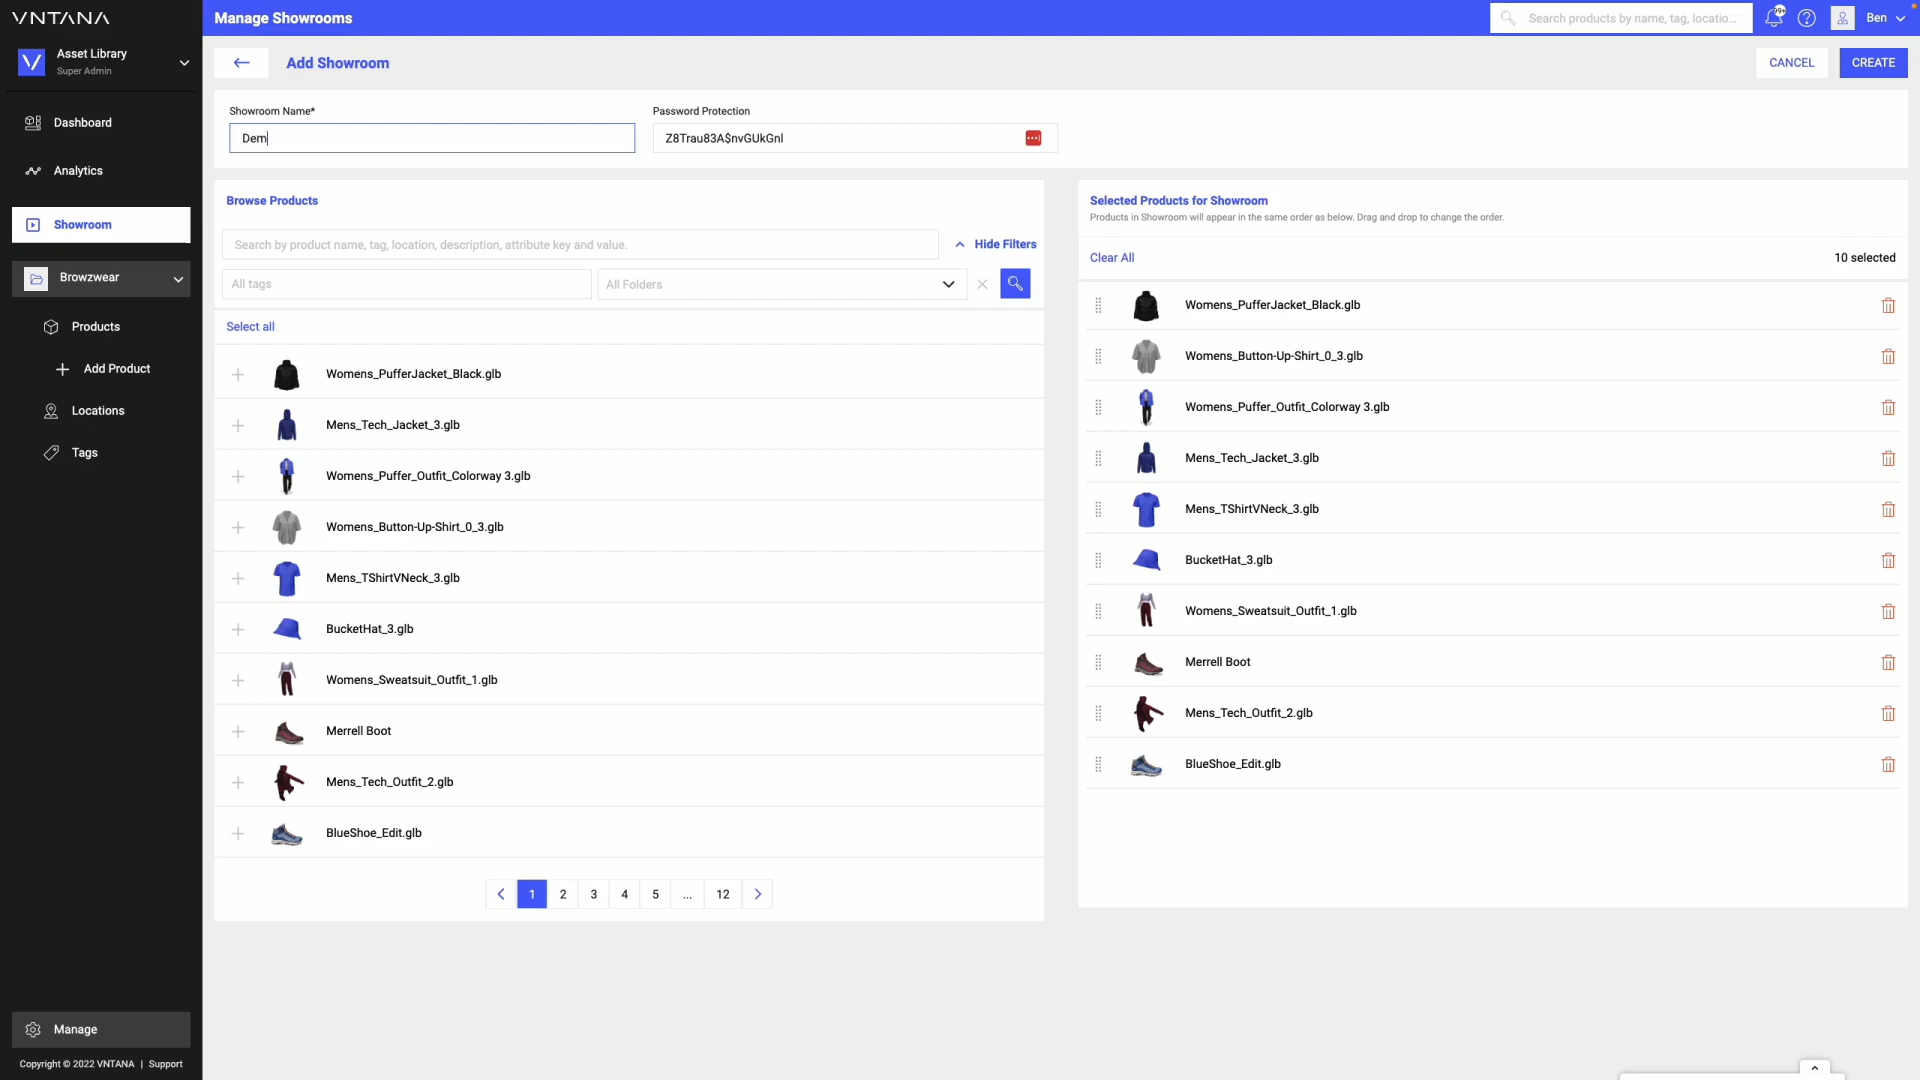 VNTANA
Manage Showrooms
Search products by name, tag, locatio...
99+
Ben
Asset Library
Super Admin
Add Showroom
CANCEL
CREATE
Dashboard
Analytics
Showroom
Browzwear
Products
Add Product
Locations
Tags
Manage
Copyright © 2022 VNTANA | Support
Showroom Name*
Dem
Password Protection
Z8Trau83A$nvGUkGnl
Browse Products
Search by product name, tag, location, description, attribute key and value.
Hide Filters
All tags
All Folders
Select all
Womens_PufferJacket_Black.glb
Mens_Tech_Jacket_3.glb
Womens_Puffer_Outfit_Colorway 3.glb
Womens_Button-Up-Shirt_0_3.glb
Mens_TShirtVNeck_3.glb
BucketHat_3.glb
Womens_Sweatsuit_Outfit_1.glb
Merrell Boot
Mens_Tech_Outfit_2.glb
BlueShoe_Edit.glb
1 2 3 4 5 ... 12
Selected Products for Showroom
Products in Showroom will appear in the same order as below. Drag and drop to change the order.
Clear All
10 selected
Womens_PufferJacket_Black.glb
Womens_Button-Up-Shirt_0_3.glb
Womens_Puffer_Outfit_Colorway 3.glb
Mens_Tech_Jacket_3.glb
Mens_TShirtVNeck_3.glb
BucketHat_3.glb
Womens_Sweatsuit_Outfit_1.glb
Merrell Boot
Mens_Tech_Outfit_2.glb
BlueShoe_Edit.glb